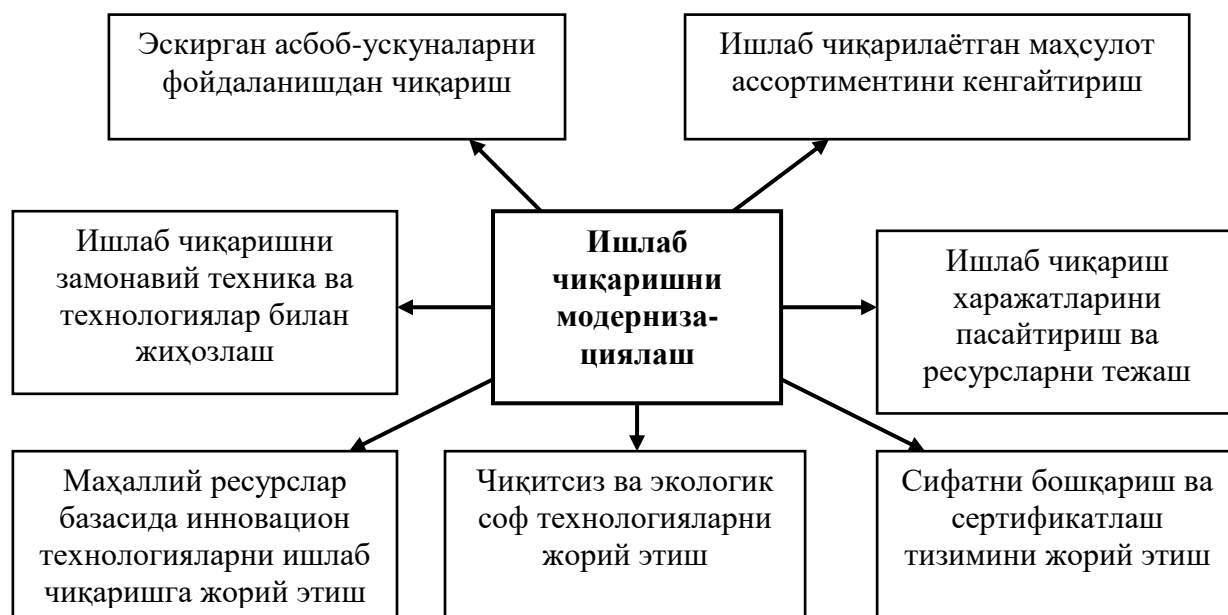 Эскирган асбоб-ускуналарни
фойдаланишдан чиқариш
Ишлаб чиқарилаётган маҳсулот
ассортиментини кенгайтириш
Ишлаб чиқаришни
замонавий техника ва
технологиялар билан
жиҳозлаш
Ишлаб
чиқаришни
модерниза-
циялаш
Ишлаб чиқариш
харажатларини
пасайтириш ва
ресурсларни тежаш
Маҳаллий ресурслар
базасида инновацион
технологияларни ишлаб
чиқаришга жорий этиш
Чиқитсиз ва экологик
соф технологияларни
жорий этиш
Сифатни бошқариш ва
сертификатлаш
тизимини жорий этиш